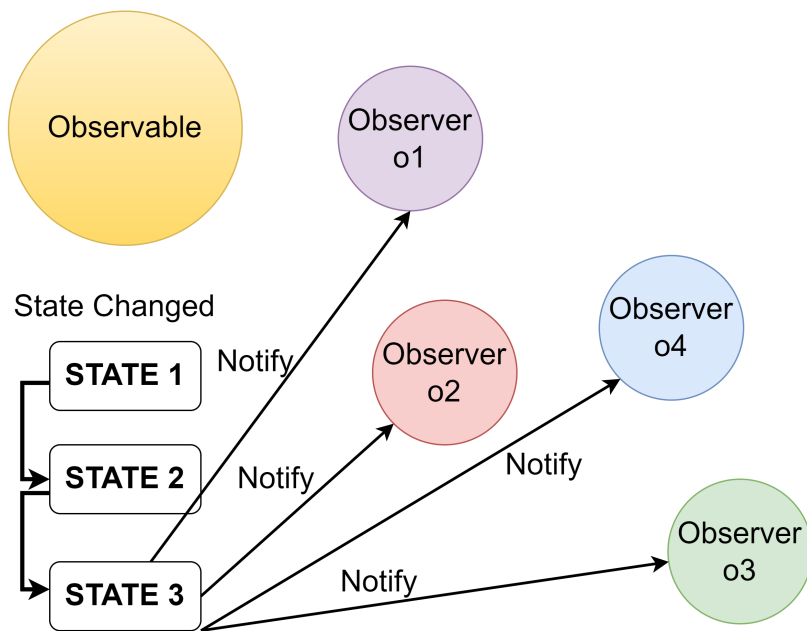 Observable
Observer
o1
State Changed
Observer
o4
STATE 1
Notify
Observer
o2
STATE 2
Notify
Notify
Observer
o3
STATE 3
Notify